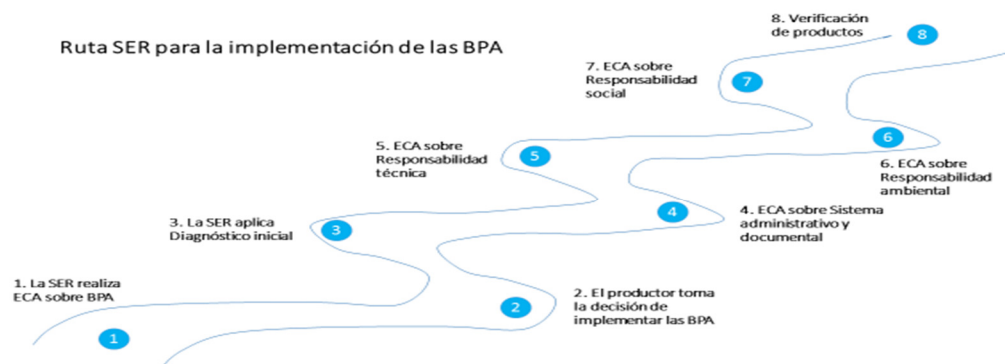 Ruta SER para la implementación de las BPA
1. La SER realiza
ECA sobre BPA
1
2
2. El productor toma
la decisión de
implementar las BPA
3. La SER aplica
Diagnóstico inicial
3
4
4. ECA sobre Sistema
administrativo y
documental
5. ECA sobre
Responsabilidad
técnica
5
6
6. ECA sobre
Responsabilidad
ambiental
7. ECA sobre
Responsabilidad
social
7
8. Verificación
de productos
8